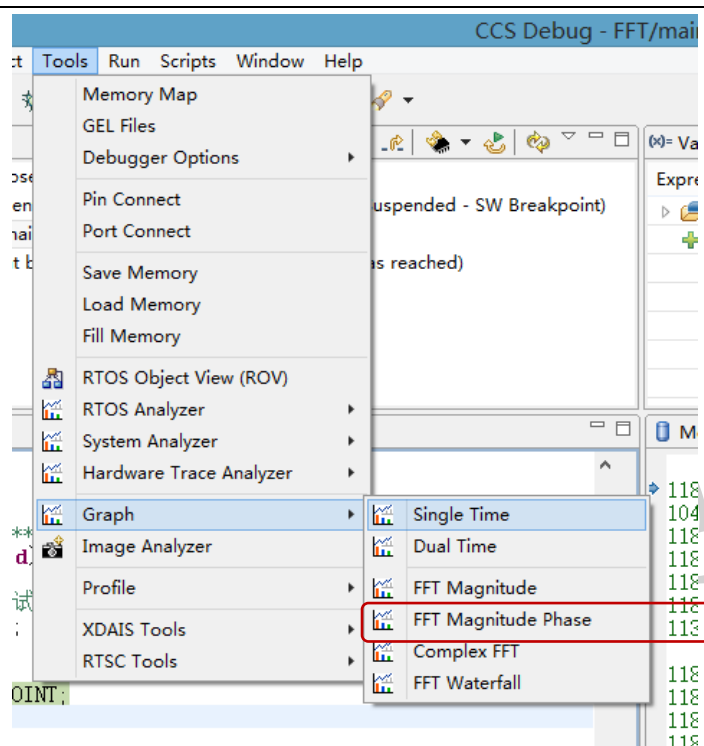 CCS Debug - FFT/mai
ct Tools Run Scripts Window Help
Memory Map
GEL Files
Debugger Options
(x)= Va
ose
Expre
Pin Connect
en
uspended - SW Breakpoint)
Port Connect
nai
t b
as reached)
Save Memory
Load Memory
Fill Memory
RTOS Object View (ROV)
RTOS Analyzer
System Analyzer
M
Hardware Trace Analyzer
118
Graph
Single Time
104
**
118
d)
Image Analyzer
Dual Time
118
Profile
FFT Magnitude
118
试
118
;
FFT Magnitude Phase
113
XDAIS Tools
Complex FFT
RTSC Tools
FFT Waterfall
118
OINT;
118
118
118